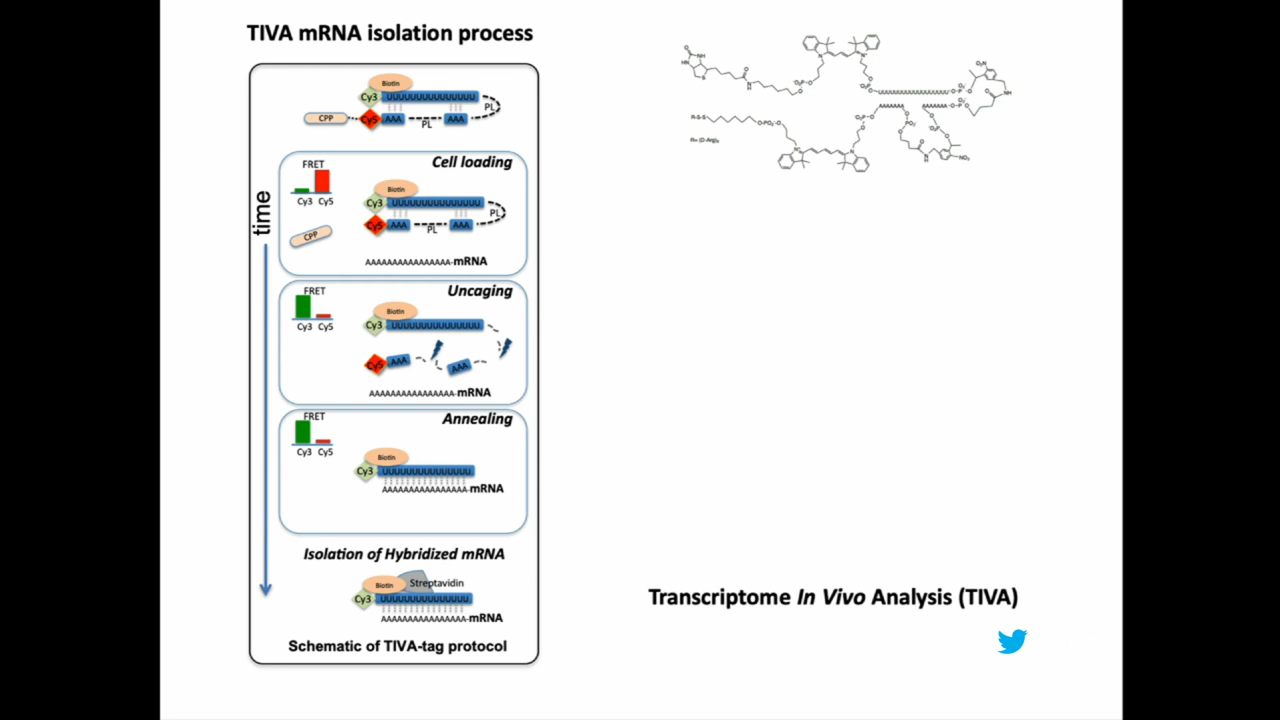 TIVA mRNA isolation process
Biotin
Cy3
UUUUUUUUUUUUUUU
PL
CPP
Cy5
AAA
PL
AAA
time
Cell loading
FRET
Cy3 Cy5
CPP
Biotin
Cy3
UUUUUUUUUUUUUUU
PL
Cy5
AAA
PL
AAA
AAAAAAAAAAAAAAAA-mRNA
Uncaging
FRET
Cy3 Cy5
Biotin
Cy3
UUUUUUUUUUUUUUU
Cy5
AAA
AAA
AAAAAAAAAAAAAAAA-mRNA
Annealing
FRET
Cy3 Cy5
Biotin
Cy3
UUUUUUUUUUUUUUU
AAAAAAAAAAAAAAAA-mRNA
Isolation of Hybridized mRNA
Biotin
Streptavidin
Cy3
UUUUUUUUUUUUUUU
AAAAAAAAAAAAAAAA-mRNA
Schematic of TIVA-tag protocol
R-S-S
R= (D-Arg)₉
Transcriptome In Vivo Analysis (TIVA)